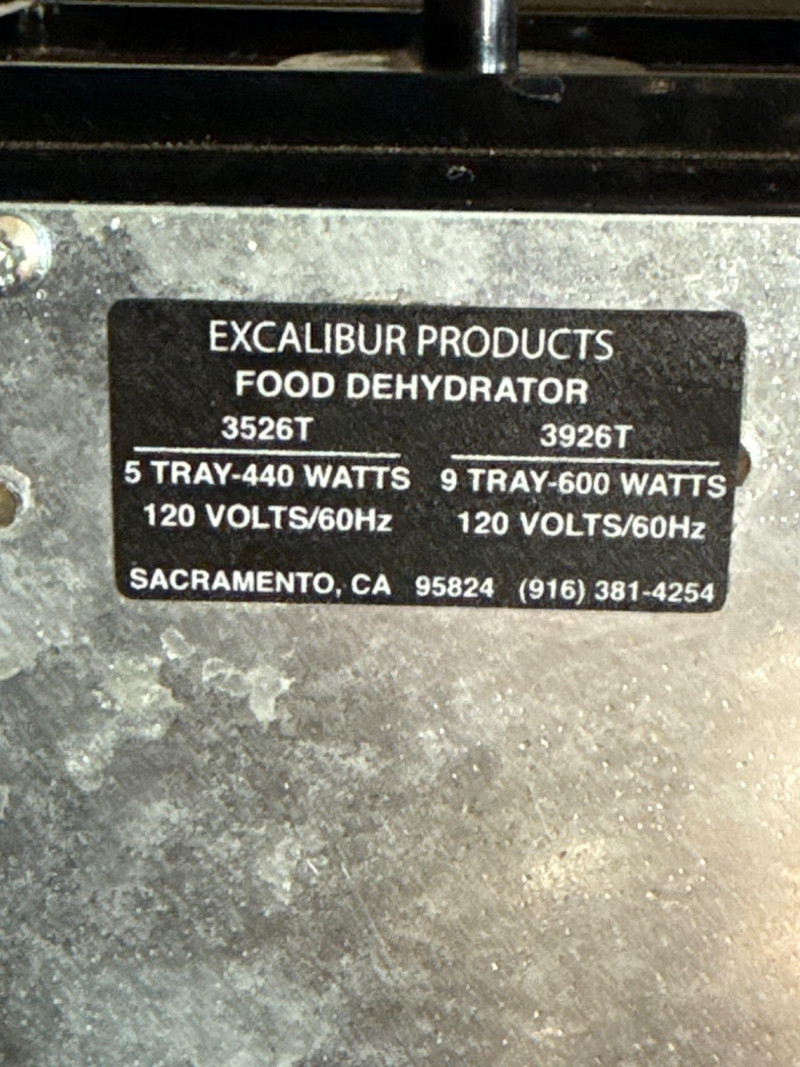 EXCALIBUR PRODUCTS
FOOD DEHYDRATOR
3526T 3926T
5 TRAY-440 WATTS 9 TRAY-600 WATTS
120 VOLTS/60Hz 120 VOLTS/60Hz
SACRAMENTO, CA 95824 (916) 381-4254